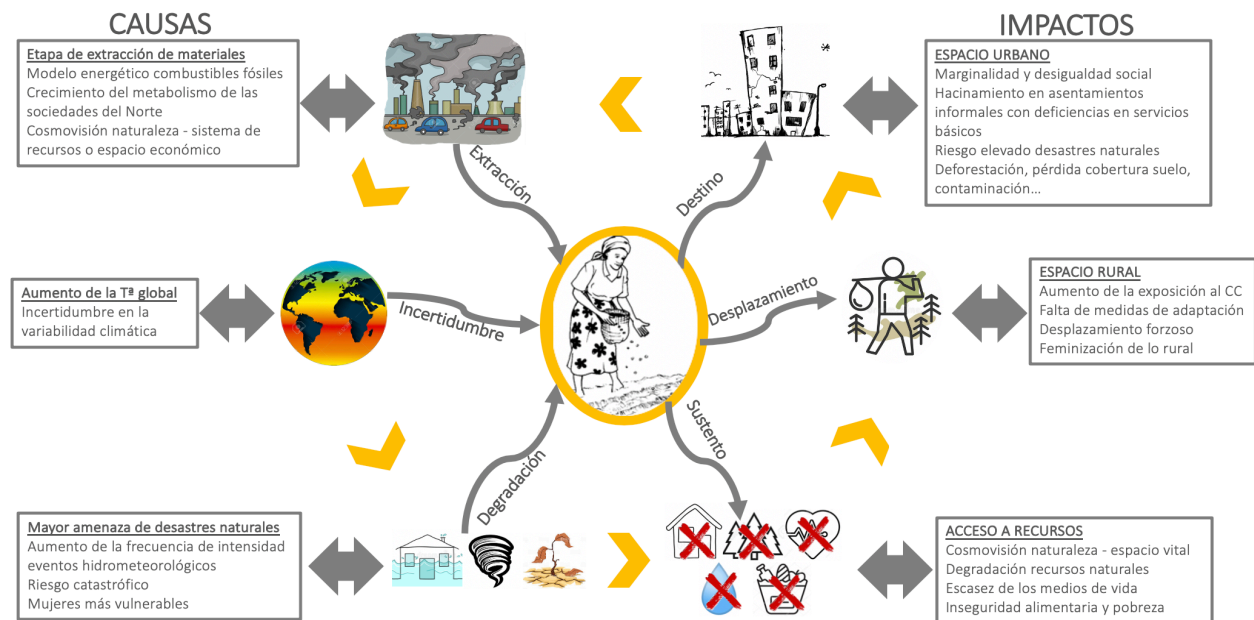 CAUSAS
Etapa de extracción de materiales
Modelo energético combustibles fósiles
Crecimiento del metabolismo de las
sociedades del Norte
Cosmovisión naturaleza - sistema de
recursos o espacio económico
Aumento de la Tª global
Incertidumbre en la
variabilidad climática
Mayor amenaza de desastres naturales
Aumento de la frecuencia de intensidad
eventos hidrometeorológicos
Riesgo catastrófico
Mujeres más vulnerables
Extracción
Incertidumbre
Degradación
Destino
Desplazamiento
Sustento
IMPACTOS
ESPACIO URBANO
Marginalidad y desigualdad social
Hacinamiento en asentamientos
informales con deficiencias en servicios
básicos
Riesgo elevado desastres naturales
Deforestación, pérdida cobertura suelo,
contaminación…
ESPACIO RURAL
Aumento de la exposición al CC
Falta de medidas de adaptación
Desplazamiento forzoso
Feminización de lo rural
ACCESO A RECURSOS
Cosmovisión naturaleza - espacio vital
Degradación recursos naturales
Escasez de los medios de vida
Inseguridad alimentaria y pobreza